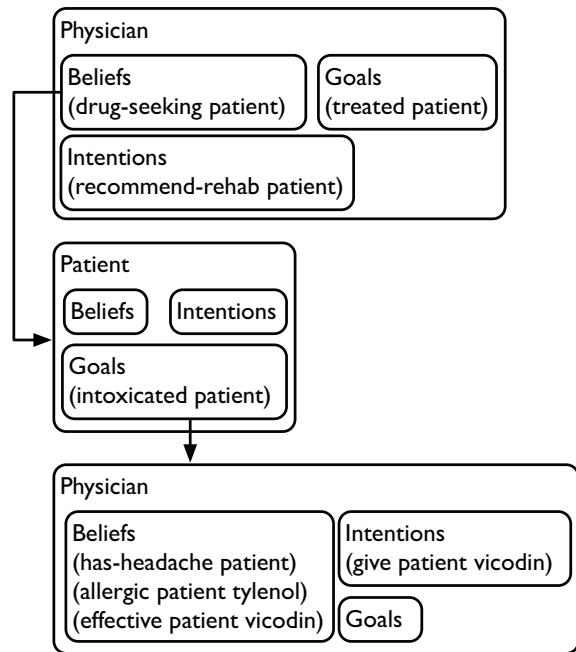 Physician
Beliefs
(drug-seeking patient)
Goals
(treated patient)
Intentions
(recommend-rehab patient)
Patient
Beliefs
Intentions
Goals
(intoxicated patient)
Physician
Beliefs
(has-headache patient)
(allergic patient tylenol)
(effective patient vicodin)
Intentions
(give patient vicodin)
Goals